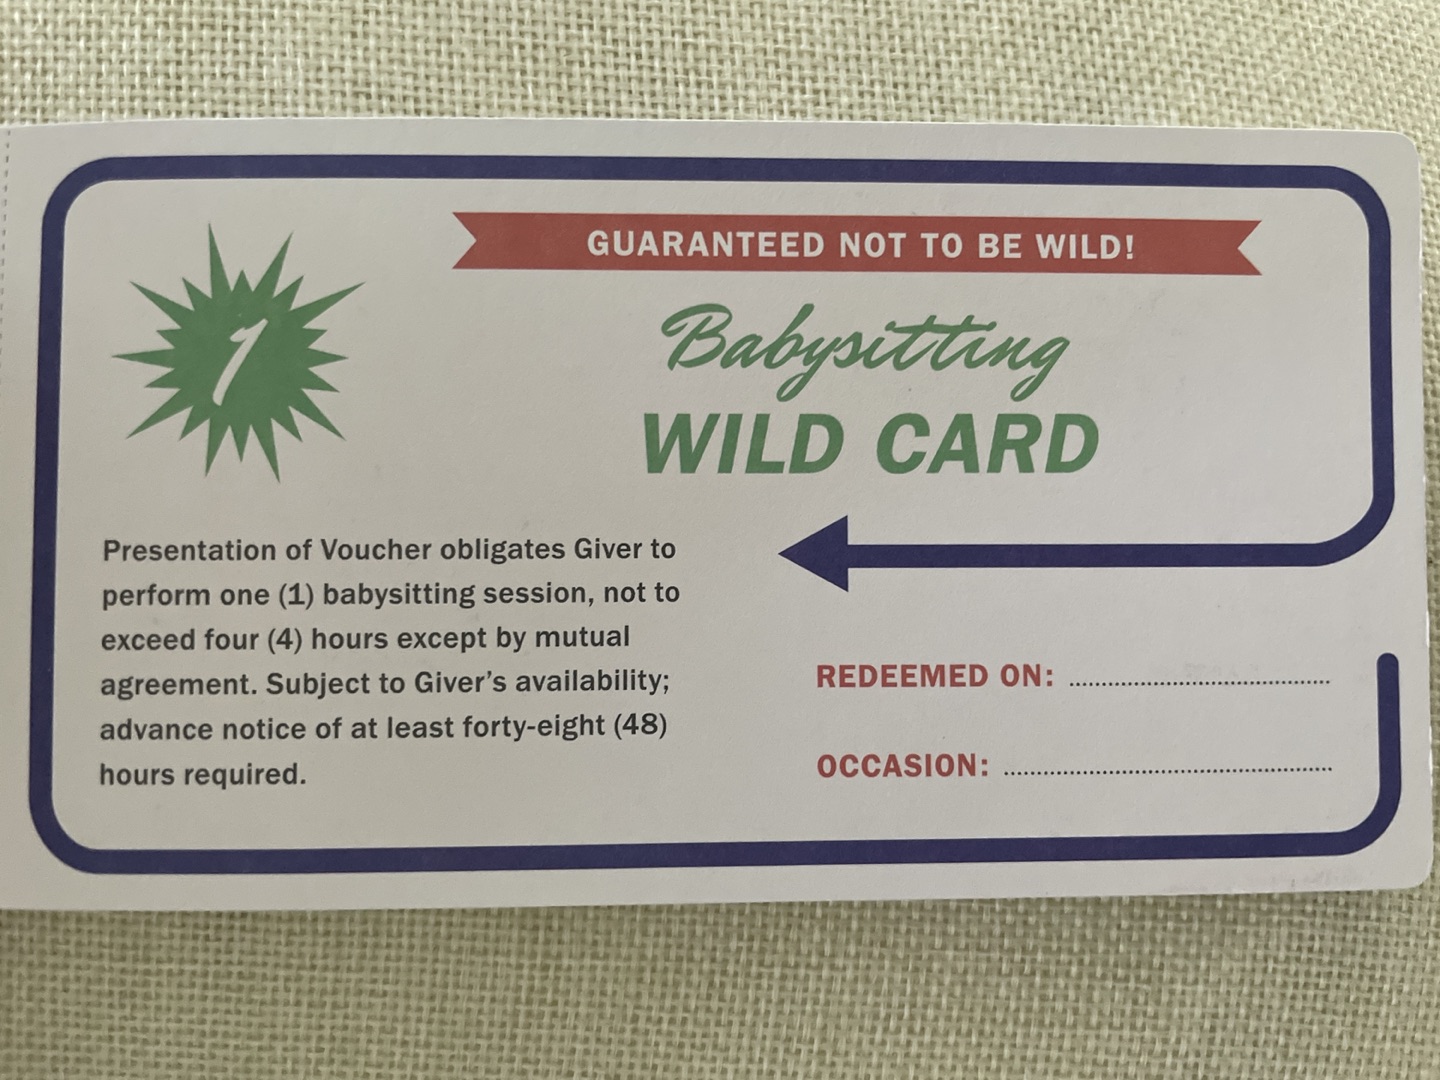 GUARANTEED NOT TO BE WILD!
1
Babysitting
WILD CARD
Presentation of Voucher obligates Giver to
perform one (1) babysitting session, not to
exceed four (4) hours except by mutual
agreement. Subject to Giver's availability;
advance notice of at least forty-eight (48)
hours required.
REDEEMED ON: ........................................
OCCASION: ..................................................